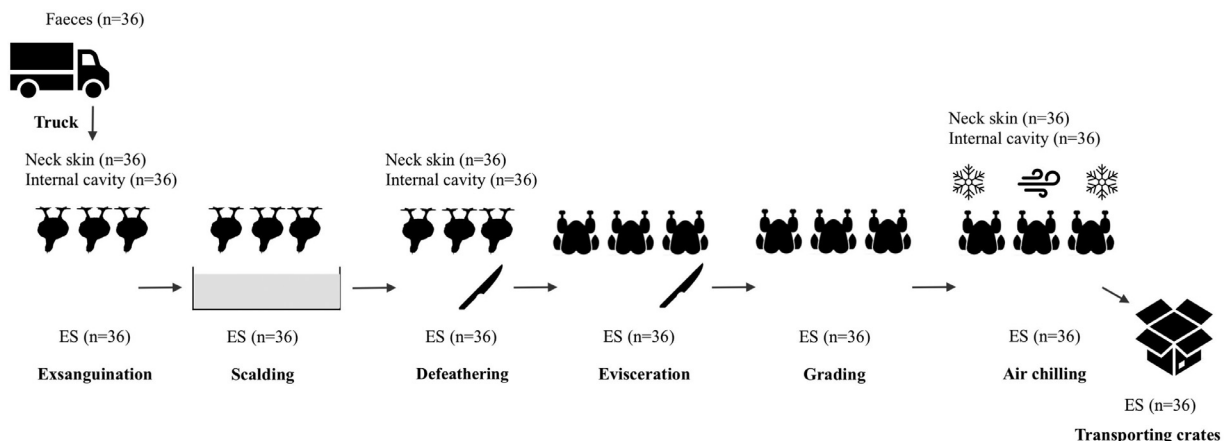 Faeces (n=36)
Truck
Neck skin (n=36)
Internal cavity (n=36)
Neck skin (n=36)
Internal cavity (n=36)
Neck skin (n=36)
Internal cavity (n=36)
ES (n=36)
ES (n=36)
ES (n=36)
ES (n=36)
ES (n=36)
ES (n=36)
Exsanguination
Scalding
Defeathering
Evisceration
Grading
Air chilling
ES (n=36)
Transporting crates